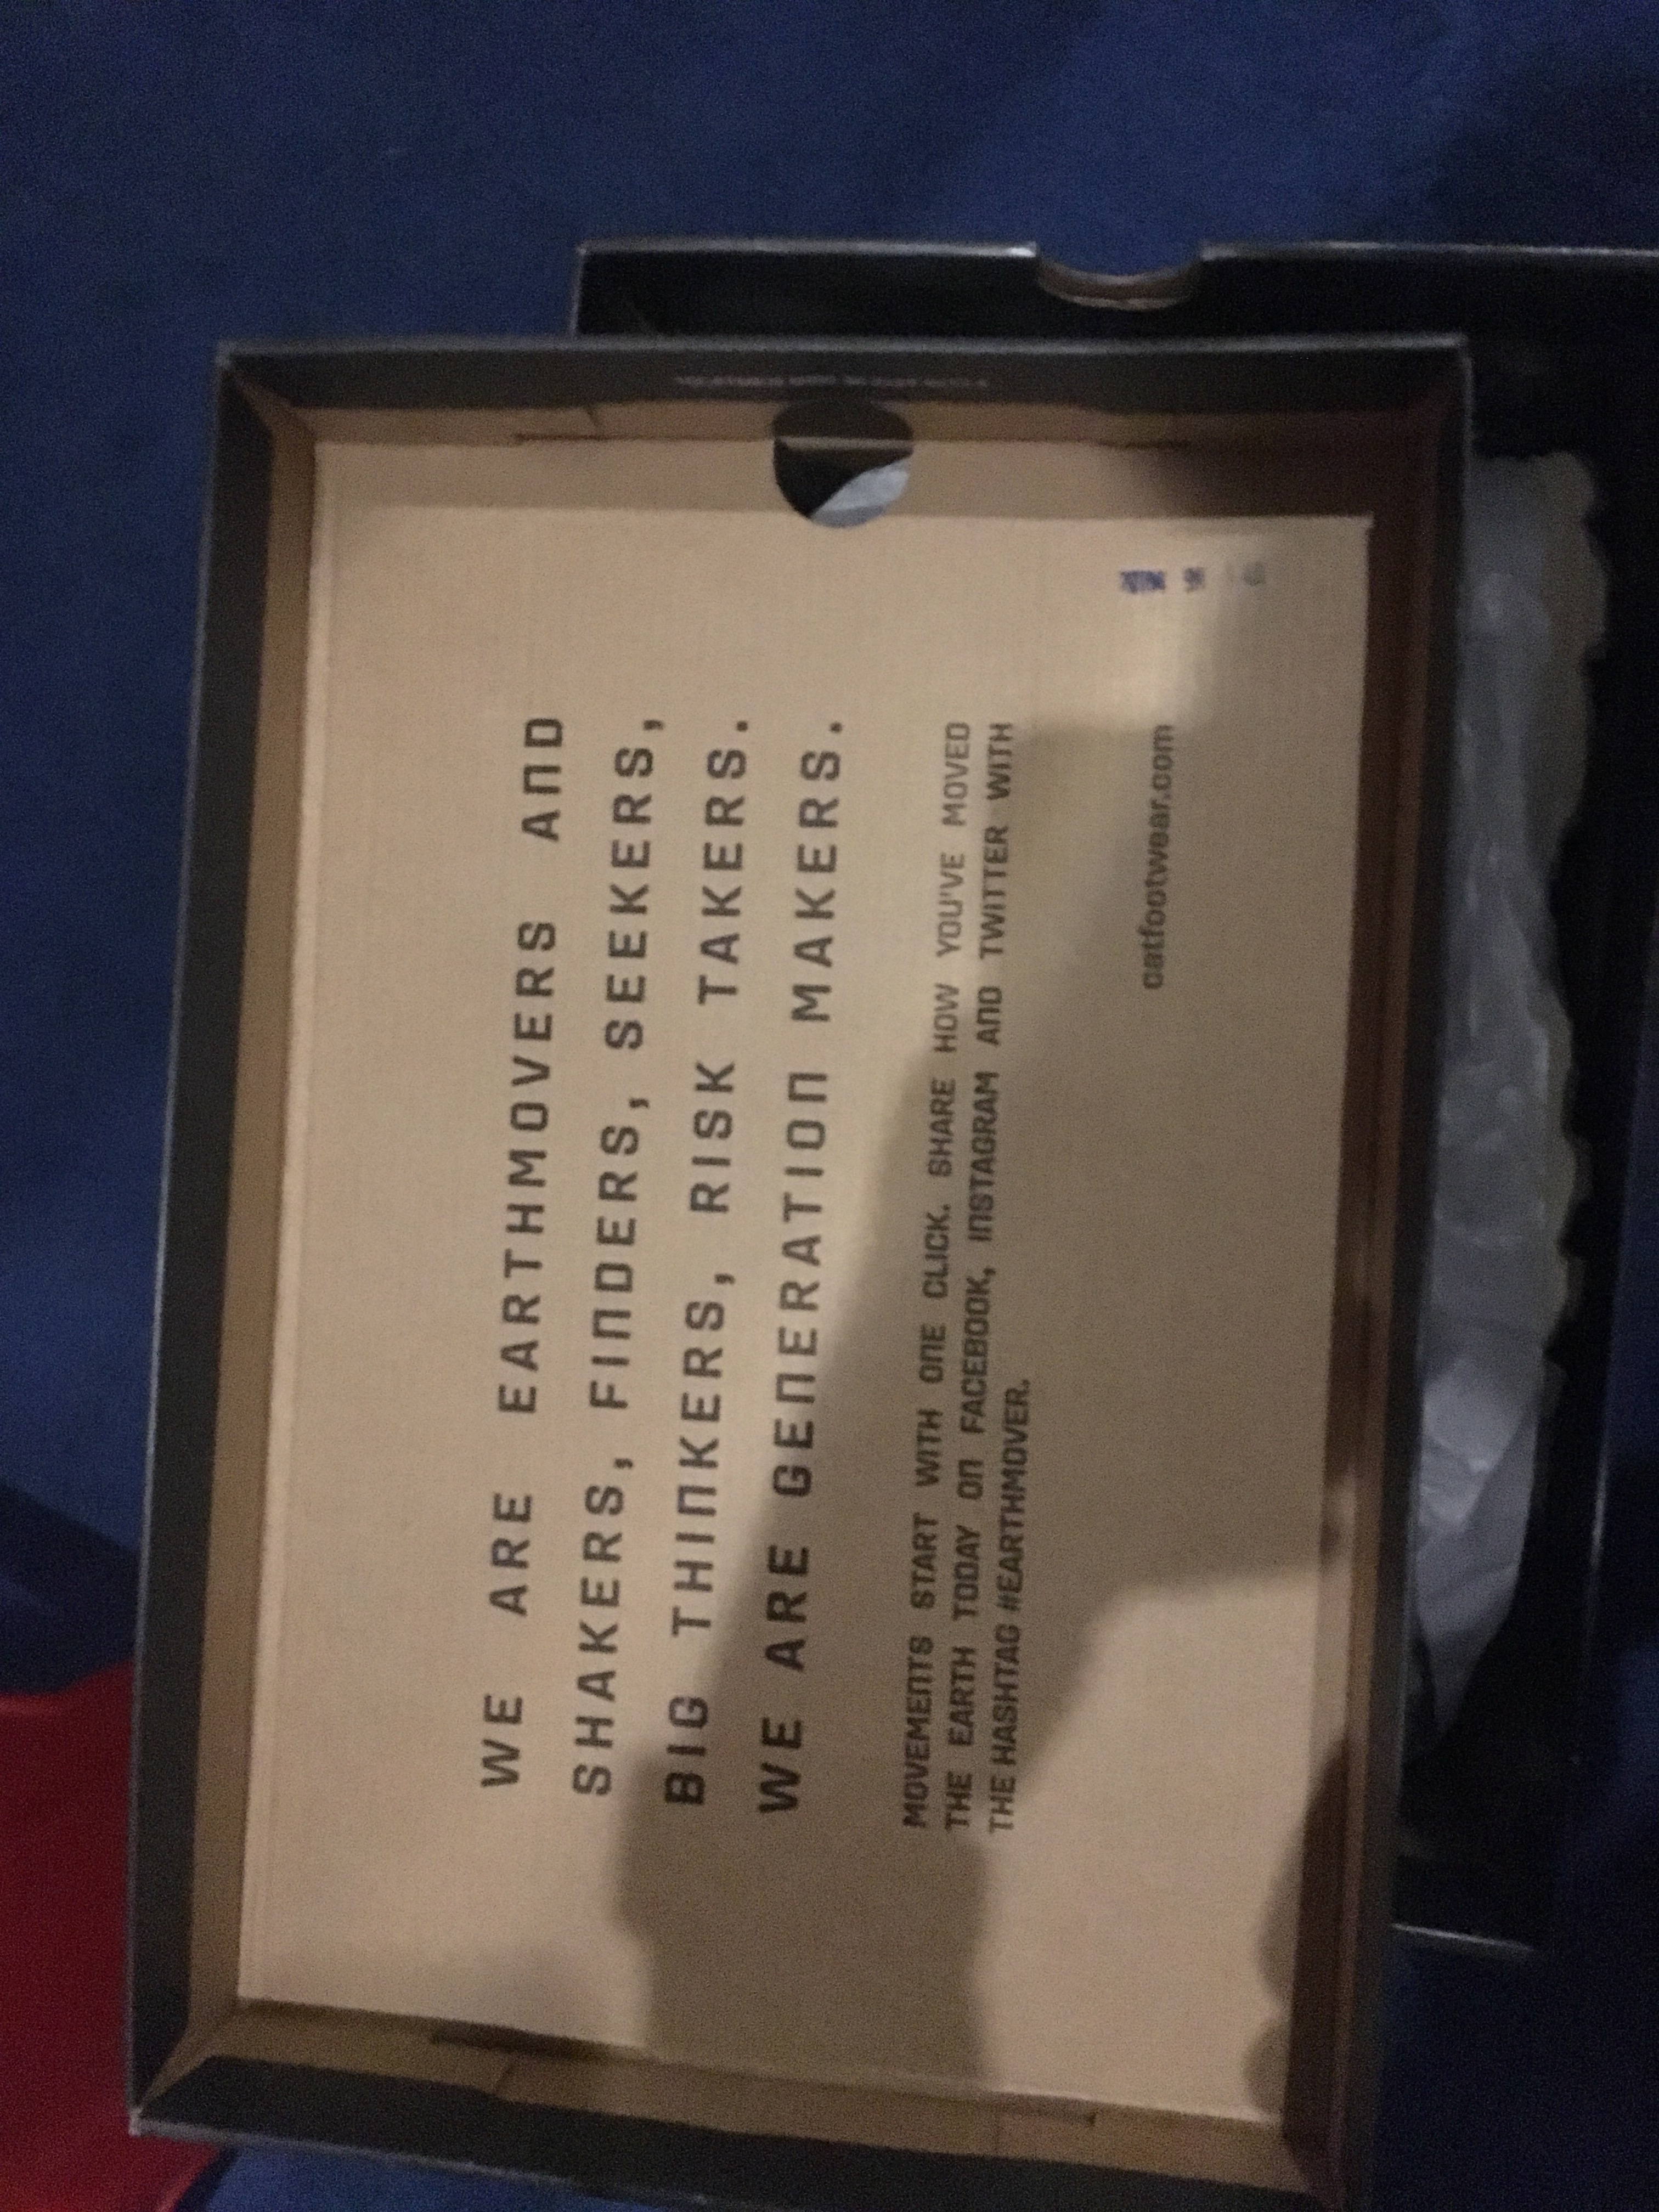 WE ARE EARTHMOVERS AND
SHAKERS, FINDERS, SEEKERS,
BIG THINKERS, RISK TAKERS.
WE ARE GENERATION MAKERS.
MOVEMENTS START WITH ONE CLICK. SHARE HOW YOU'VE MOVED
THE EARTH TODAY ON FACEBOOK, INSTAGRAM AND TWITTER WITH
THE HASHTAG #EARTHMOVER.
catfootwear.com